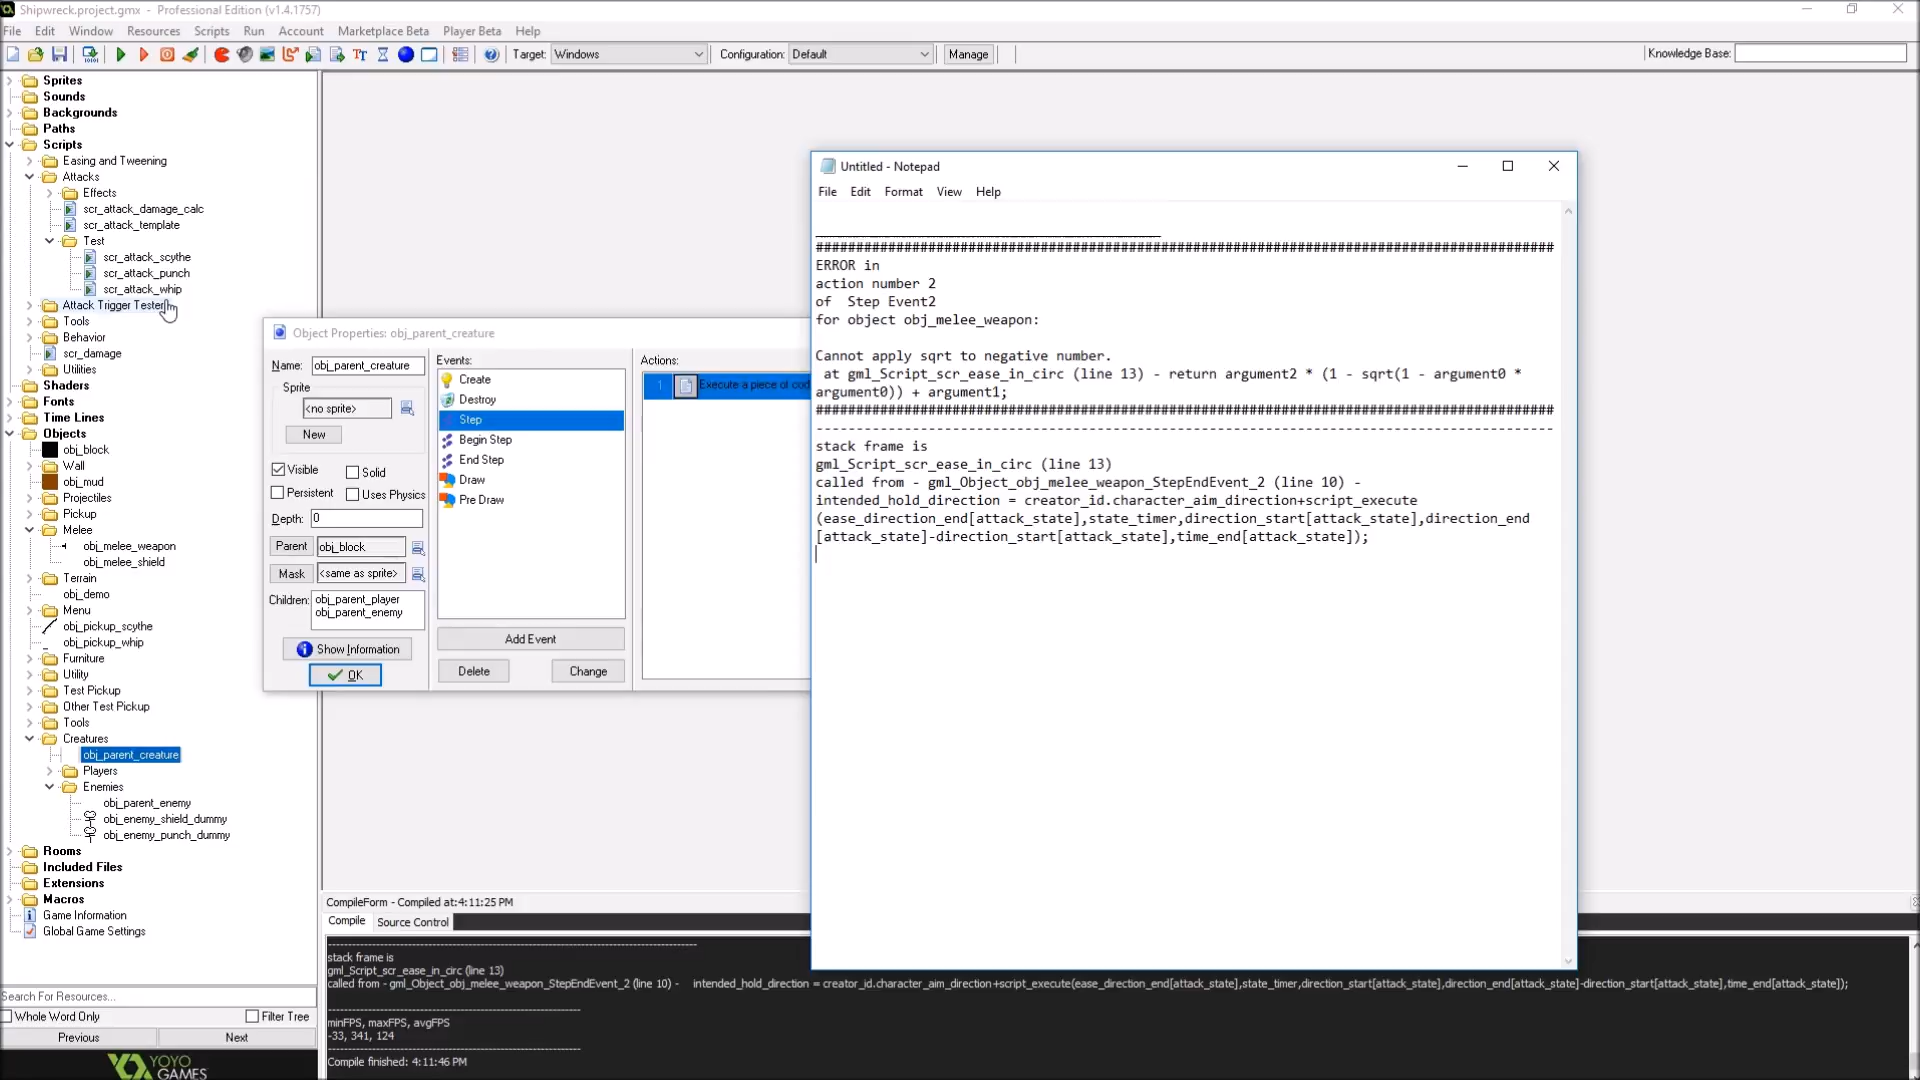 Shipwreck.project.gmx - Professional Edition (v1.4.1757)
File Edit Window Resources Scripts Run Account Marketplace Beta Player Beta Help
Target: Windows Configuration: Default Manage Knowledge Base:
Sprites
Sounds
Backgrounds
Paths
Scripts
Easing and Tweening
Attacks
Effects
scr_attack_damage_calc
scr_attack_template
Test
scr_attack_scythe
scr_attack_punch
scr_attack_whip
Attack Trigger Tester
Tools
Behavior
scr_damage
Utilities
Shaders
Fonts
Time Lines
Objects
obj_block
Wall
obj_mud
Projectiles
Pickup
Melee
obj_melee_weapon
obj_melee_shield
Terrain
obj_demo
Menu
obj_pickup_scythe
obj_pickup_whip
Furniture
Utility
Test Pickup
Other Test Pickup
Tools
Creatures
obj_parent_creature
Players
Enemies
obj_parent_enemy
obj_enemy_shield_dummy
obj_enemy_punch_dummy
Rooms
Included Files
Extensions
Macros
Game Information
Global Game Settings
Search For Resources...
Whole Word Only Filter Tree
Previous Next
YOYO
GAMES
Object Properties: obj_parent_creature
Name: obj_parent_creature
Sprite
<no sprite>
New
Visible Solid
Persistent Uses Physics
Depth: 0
Parent obj_block
Mask <same as sprite>
Children: obj_parent_player
obj_parent_enemy
Show Information
OK
Events:
Create
Destroy
Step
Begin Step
End Step
Draw
Pre Draw
Add Event
Delete Change
Actions:
1 Execute a piece of cod
Untitled - Notepad
File Edit Format View Help
___________________________________________
############################################################################################
ERROR in
action number 2
of Step Event2
for object obj_melee_weapon:
Cannot apply sqrt to negative number.
at gml_Script_scr_ease_in_circ (line 13) - return argument2 * (1 - sqrt(1 - argument0 *
argument0)) + argument1;
############################################################################################
--------------------------------------------------------------------------------------------
stack frame is
gml_Script_scr_ease_in_circ (line 13)
called from - gml_Object_obj_melee_weapon_StepEndEvent_2 (line 10) -
intended_hold_direction = creator_id.character_aim_direction+script_execute
(ease_direction_end[attack_state],state_timer,direction_start[attack_state],direction_end
[attack_state]-direction_start[attack_state],time_end[attack_state]);
CompileForm - Compiled at:4:11:25 PM
Compile Source Control
--------------------------------------------------------------------------------------------
stack frame is
gml_Script_scr_ease_in_circ (line 13)
called from - gml_Object_obj_melee_weapon_StepEndEvent_2 (line 10) - intended_hold_direction = creator_id.character_aim_direction+script_execute(ease_direction_end[attack_state],state_timer,direction_start[attack_state],direction_end[attack_state]-direction_start[attack_state],time_end[attack_state]);
----------------------------------------------------------------
minFPS, maxFPS, avgFPS
-33, 341, 124
----------------------------------------------------------------
Compile finished: 4:11:46 PM